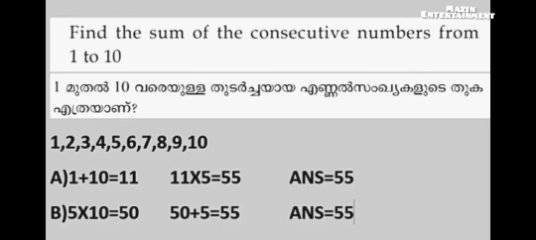 MAZIN
ENTERTAINMENT
Find the sum of the consecutive numbers from
1 to 10
1 മുതൽ 10 വരെയുള്ള തുടർച്ചയായ എണ്ണൽസംഖ്യകളുടെ തുക
എത്രയാണ്?
1,2,3,4,5,6,7,8,9,10
A)1+10=11 11X5=55 ANS=55
B)5X10=50 50+5=55 ANS=55